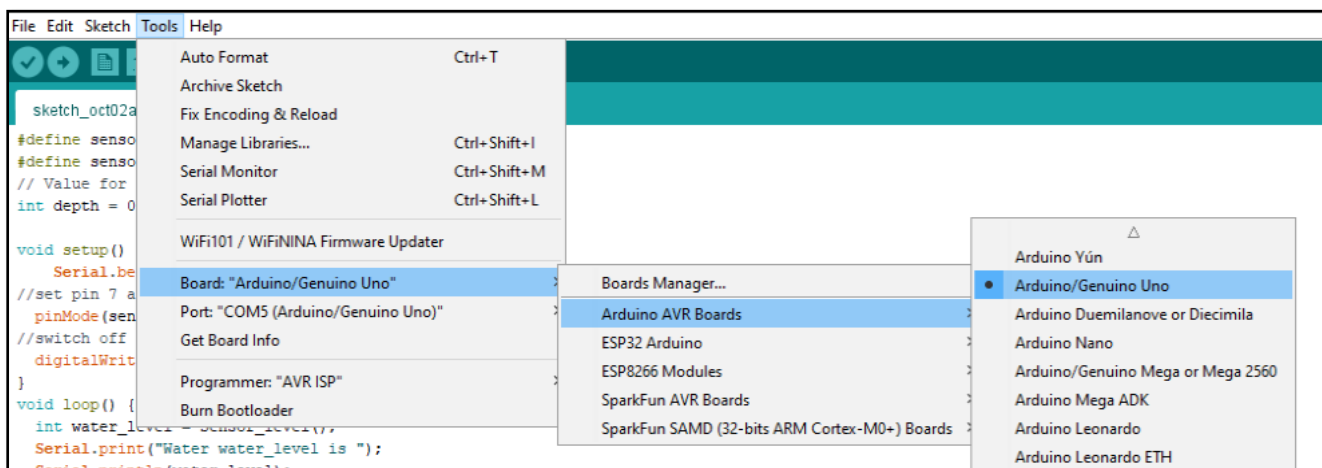 File Edit Sketch Tools Help
Auto Format Ctrl+T
Archive Sketch
Fix Encoding & Reload
Manage Libraries... Ctrl+Shift+I
Serial Monitor Ctrl+Shift+M
Serial Plotter Ctrl+Shift+L
WiFi101 / WiFiNINA Firmware Updater
Board: "Arduino/Genuino Uno"
Port: "COM5 (Arduino/Genuino Uno)"
Get Board Info
Programmer: "AVR ISP"
Burn Bootloader
Boards Manager...
Arduino AVR Boards
ESP32 Arduino
ESP8266 Modules
SparkFun AVR Boards
SparkFun SAMD (32-bits ARM Cortex-M0+) Boards
Arduino Yún
Arduino/Genuino Uno
Arduino Duemilanove or Diecimila
Arduino Nano
Arduino/Genuino Mega or Mega 2560
Arduino Mega ADK
Arduino Leonardo
Arduino Leonardo ETH
sketch_oct02a
#define senso
#define senso
// Value for
int depth = 0
void setup()
Serial.be
//set pin 7 a
pinMode(sen
//switch off
digitalWrit
}
void loop() {
int water_level = sensor_level();
Serial.print("Water water_level is ");